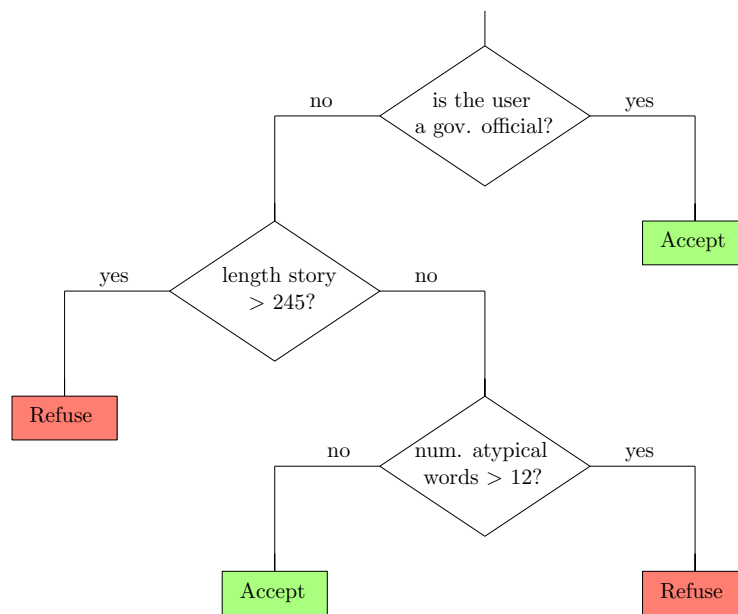 is the user
a gov. official?
no
yes
Accept
length story
> 245?
yes
no
Refuse
num. atypical
words > 12?
no
yes
Accept
Refuse